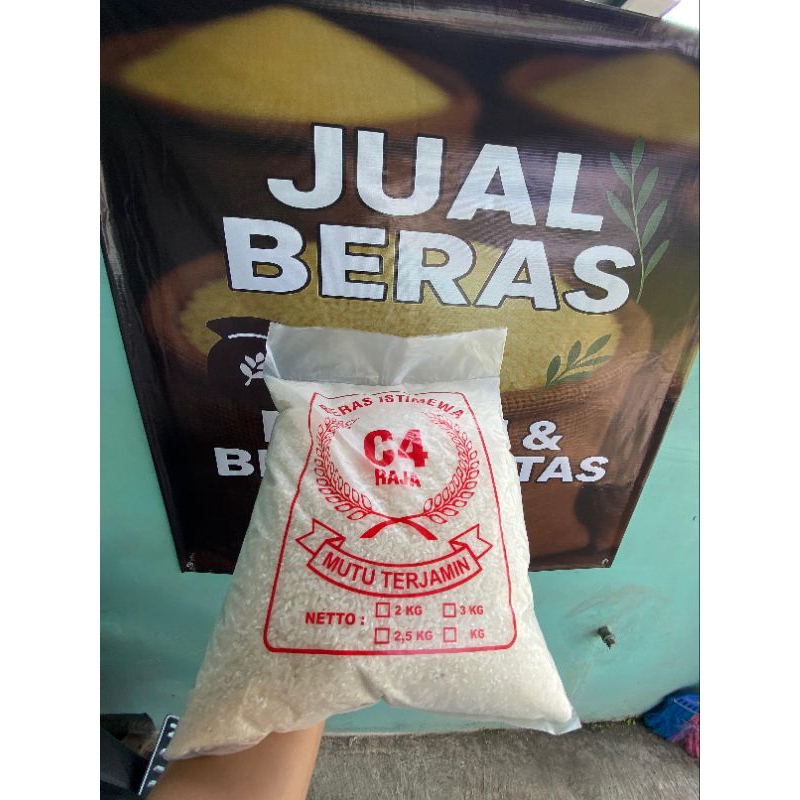 JUAL
BERAS
&
BERAS ISTIMEWA
C4
RAJA
MUTU TERJAMIN
NETTO :
2 KG
3 KG
2,5 KG
KG